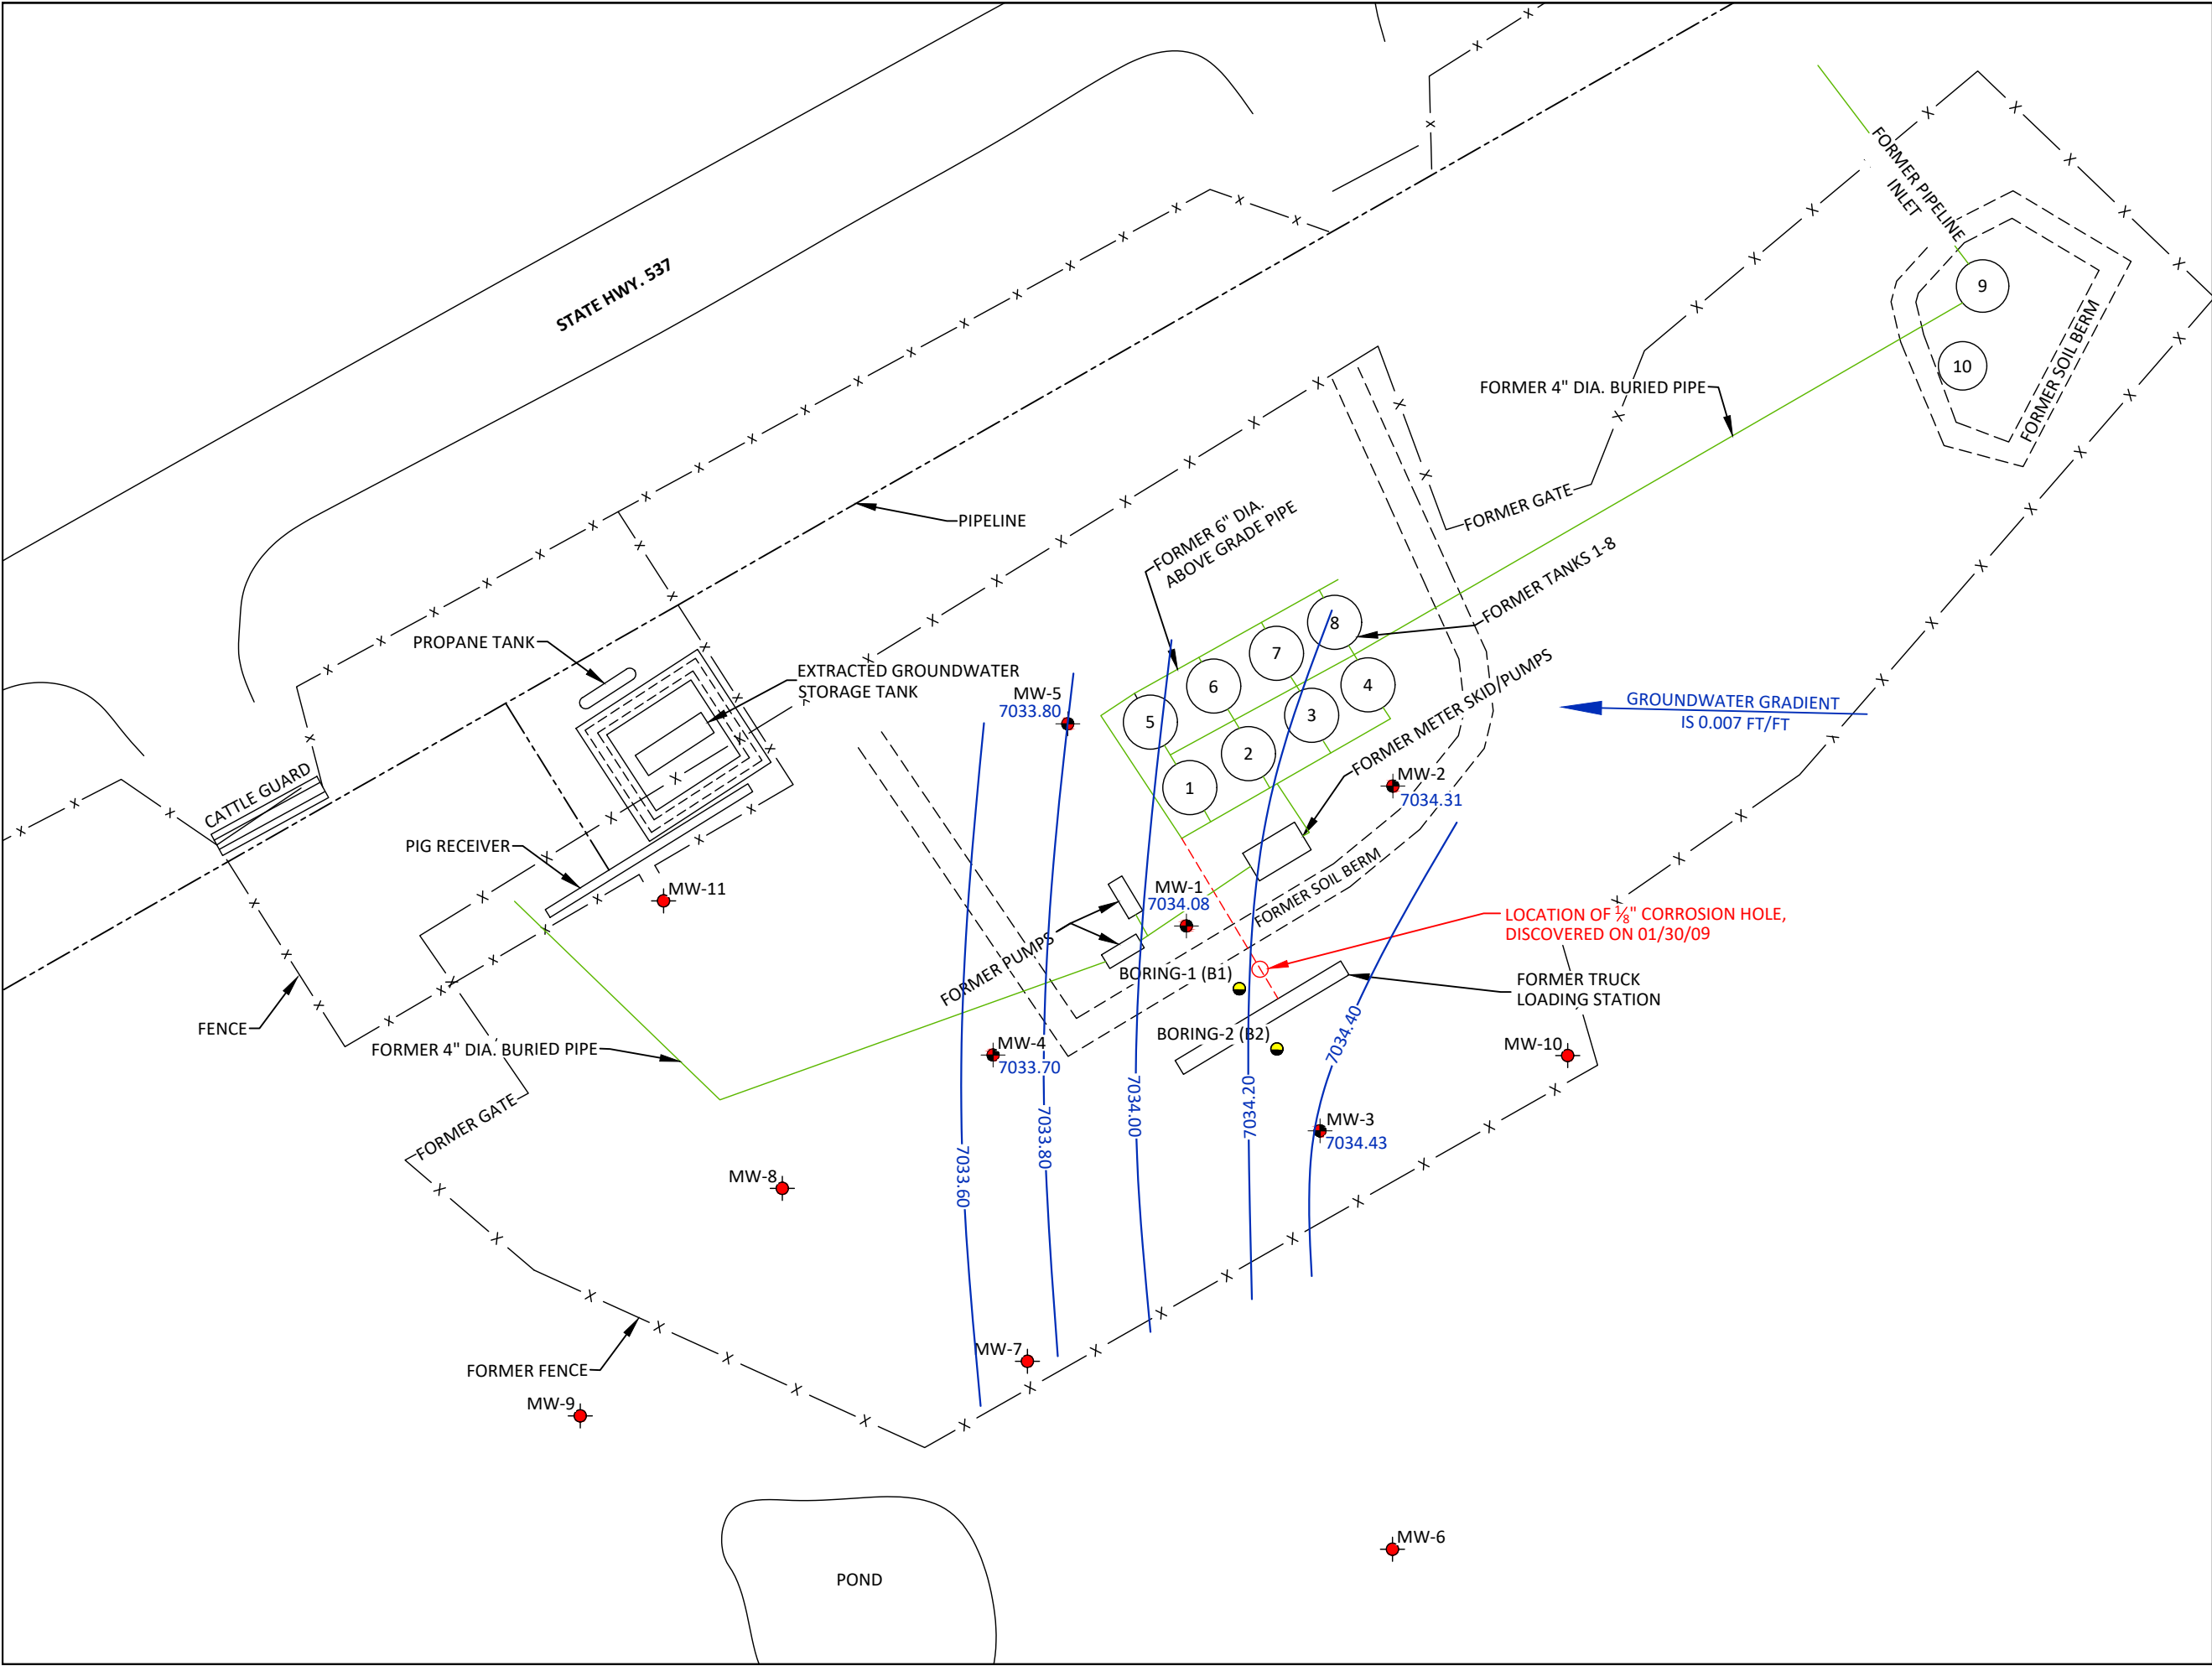 STATE HWY. 537
FORMER PIPELINE
INLET
9
10
FORMER SOIL BERM
FORMER 4" DIA. BURIED PIPE
FORMER GATE
PIPELINE
FORMER 6" DIA.
ABOVE GRADE PIPE
FORMER TANKS 1-8
8
7
6
5
4
3
2
1
PROPANE TANK
EXTRACTED GROUNDWATER
STORAGE TANK
MW-5
7033.80
FORMER METER SKID/PUMPS
GROUNDWATER GRADIENT
IS 0.007 FT/FT
MW-2
7034.31
CATTLE GUARD
PIG RECEIVER
MW-11
MW-1
7034.08
FORMER SOIL BERM
FORMER PUMPS
LOCATION OF ⅛" CORROSION HOLE,
DISCOVERED ON 01/30/09
BORING-1 (B1)
FORMER TRUCK
LOADING STATION
FENCE
FORMER 4" DIA. BURIED PIPE
MW-4
7033.70
BORING-2 (B2)
7034.40
MW-10
FORMER GATE
7033.60
7033.80
7034.00
7034.20
MW-3
7034.43
MW-8
MW-7
FORMER FENCE
MW-9
MW-6
POND